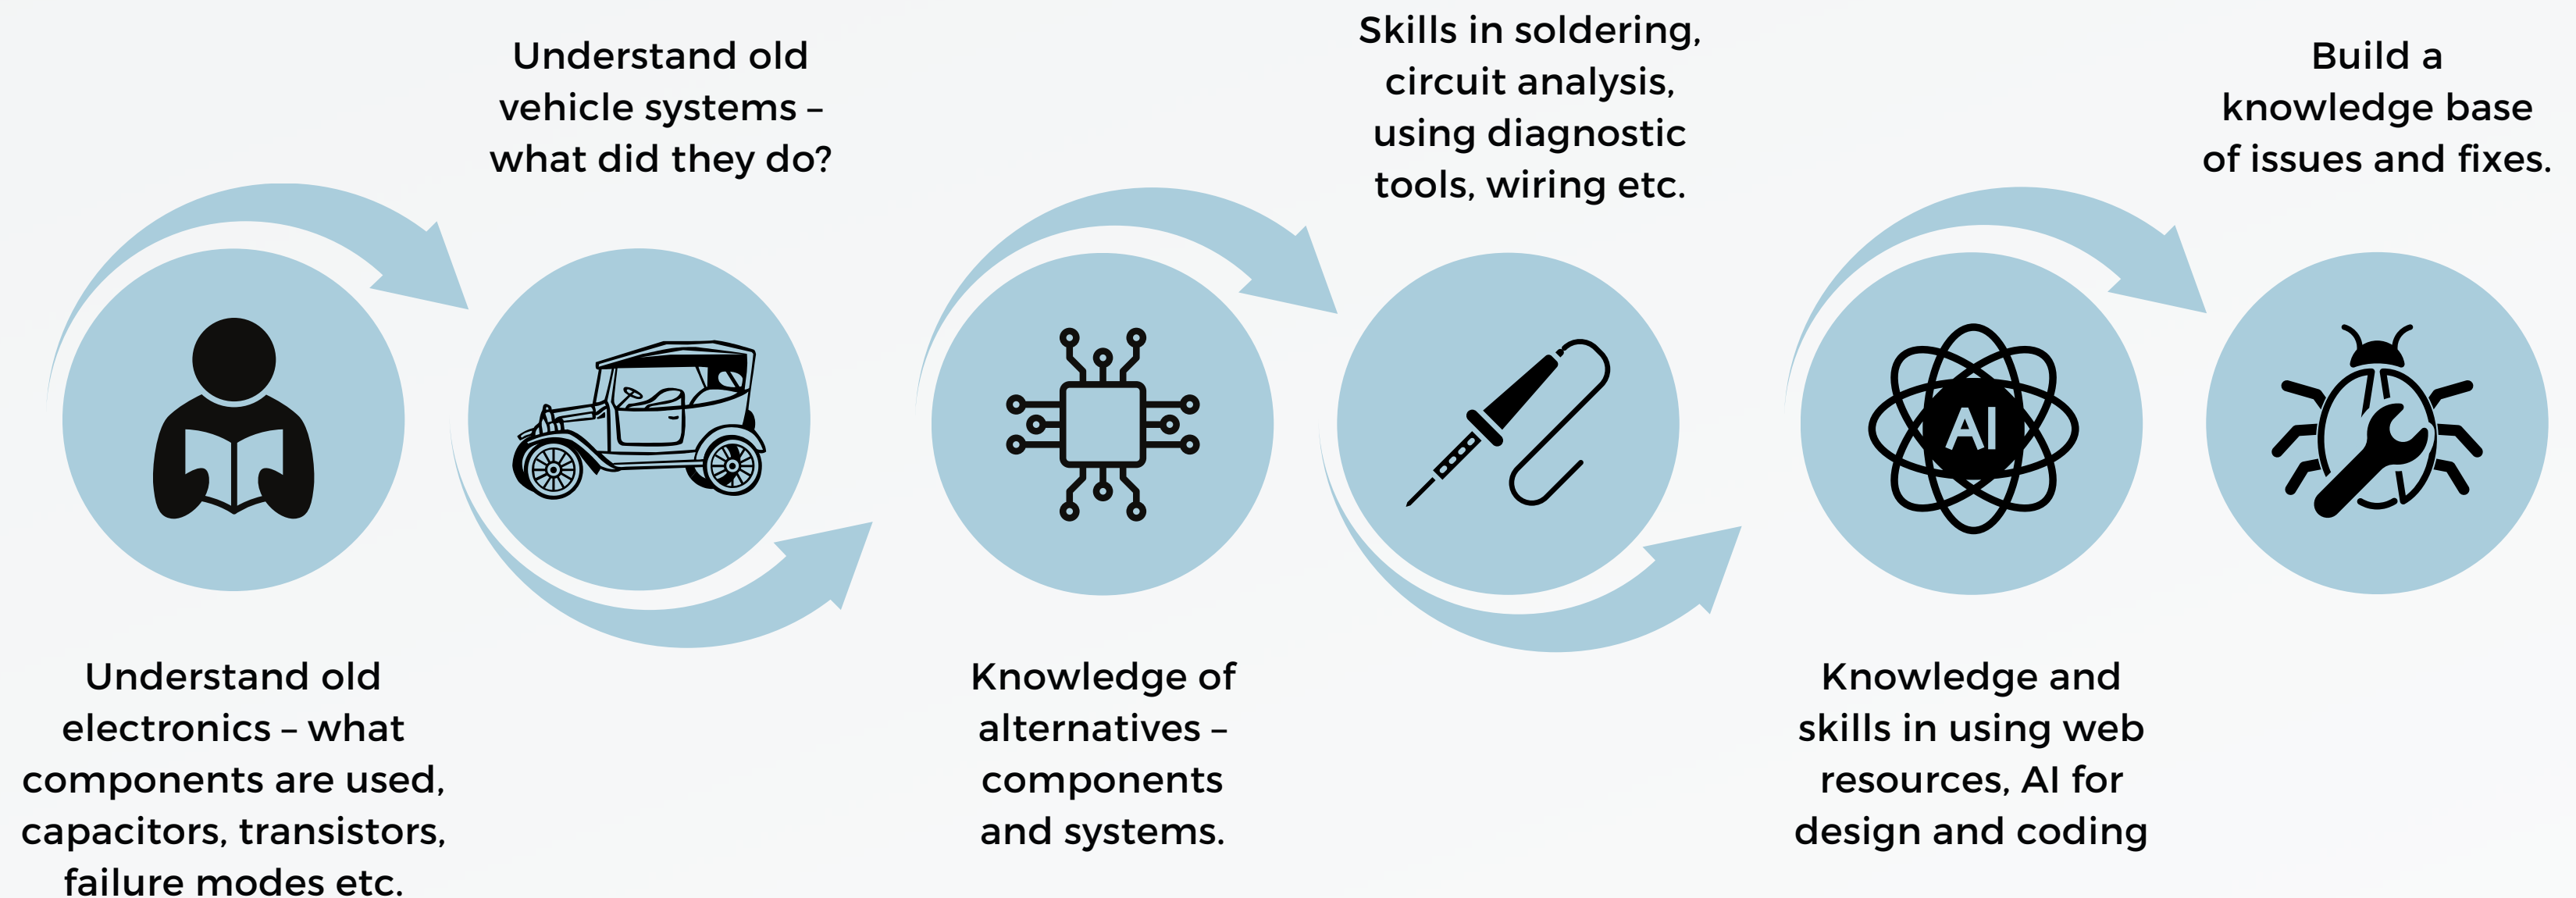 Understand old
electronics – what
components are used,
capacitors, transistors,
failure modes etc.
Understand old
vehicle systems –
what did they do?
Knowledge of
alternatives –
components
and systems.
Skills in soldering,
circuit analysis,
using diagnostic
tools, wiring etc.
AI
Knowledge and
skills in using web
resources, AI for
design and coding
Build a
knowledge base
of issues and fixes.